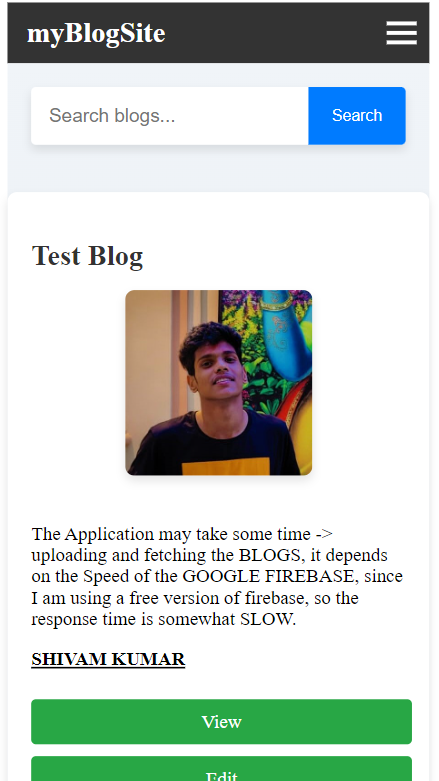 myBlogSite
Search blogs...
Search
Test Blog
The Application may take some time ->
uploading and fetching the BLOGS, it depends
on the Speed of the GOOGLE FIREBASE, since
I am using a free version of firebase, so the
response time is somewhat SLOW.
SHIVAM KUMAR
View
Edit